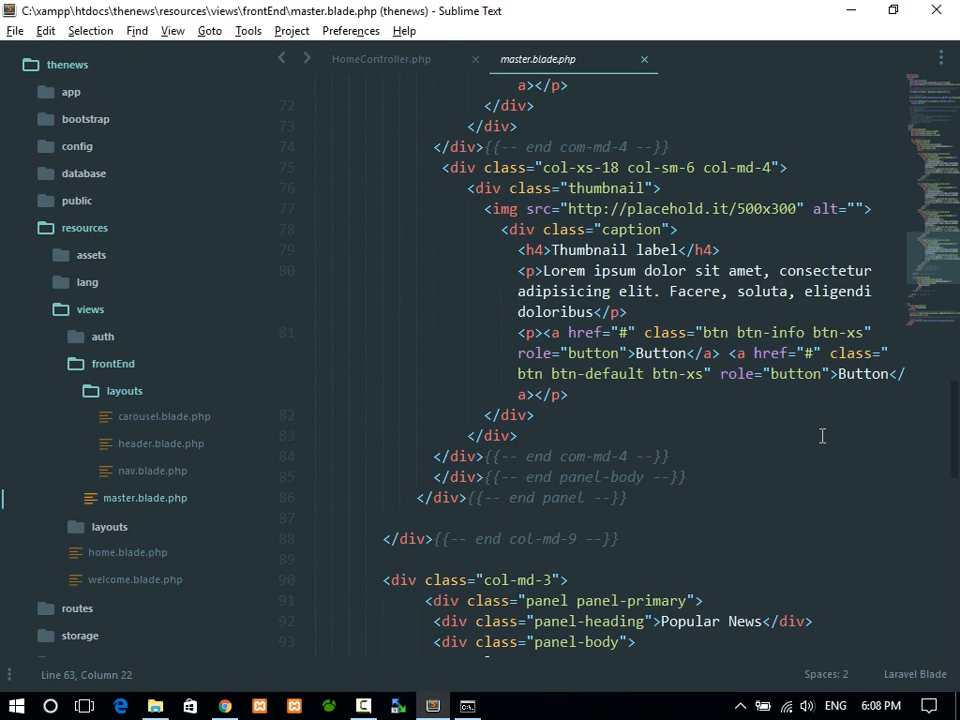 C:\xampp\htdocs\thenews\resources\views\frontEnd\master.blade.php (thenews) - Sublime Text
File Edit Selection Find View Goto Tools Project Preferences Help
thenews
app
bootstrap
config
database
public
resources
assets
lang
views
auth
frontEnd
layouts
carousel.blade.php
header.blade.php
nav.blade.php
master.blade.php
layouts
home.blade.php
welcome.blade.php
routes
storage
HomeController.php × master.blade.php ×
a></p>
72 </div>
73 </div>
74 </div>{{-- end com-md-4 --}}
75 <div class="col-xs-18 col-sm-6 col-md-4">
76 <div class="thumbnail">
77 <img src="http://placehold.it/500x300" alt="">
78 <div class="caption">
79 <h4>Thumbnail label</h4>
80 <p>Lorem ipsum dolor sit amet, consectetur
adipisicing elit. Facere, soluta, eligendi
doloribus</p>
81 <p><a href="#" class="btn btn-info btn-xs"
role="button">Button</a> <a href="#" class="
btn btn-default btn-xs" role="button">Button</
a></p>
82 </div>
83 </div>
84 </div>{{-- end com-md-4 --}}
85 </div>{{-- end panel-body --}}
86 </div>{{-- end panel --}}
87
88 </div>{{-- end col-md-9 --}}
89
90 <div class="col-md-3">
91 <div class="panel panel-primary">
92 <div class="panel-heading">Popular News</div>
93 <div class="panel-body">
Line 63, Column 22 Spaces: 2 Laravel Blade
ENG 6:08 PM